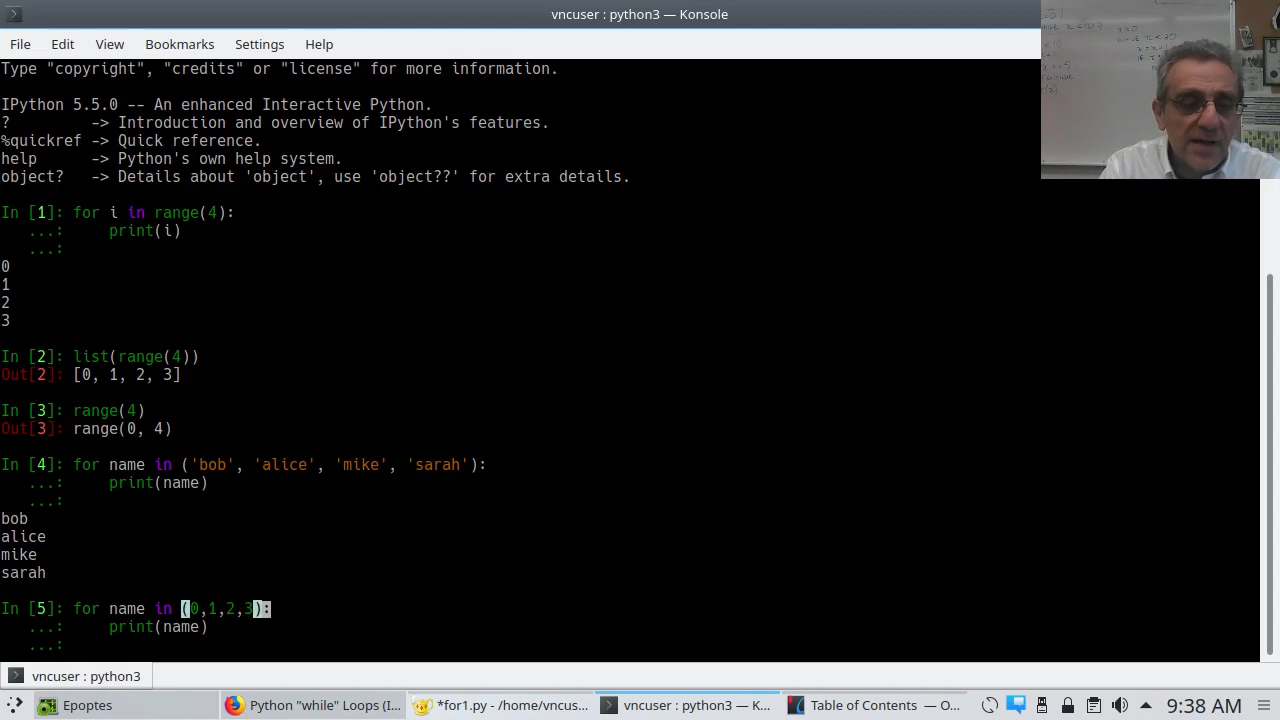 vncuser : python3 — Konsole
File Edit View Bookmarks Settings Help
Type "copyright", "credits" or "license" for more information.
IPython 5.5.0 -- An enhanced Interactive Python.
? -> Introduction and overview of IPython's features.
%quickref -> Quick reference.
help -> Python's own help system.
object? -> Details about 'object', use 'object??' for extra details.
In [1]: for i in range(4):
...: print(i)
...:
0
1
2
3
In [2]: list(range(4))
Out[2]: [0, 1, 2, 3]
In [3]: range(4)
Out[3]: range(0, 4)
In [4]: for name in ('bob', 'alice', 'mike', 'sarah'):
...: print(name)
...:
bob
alice
mike
sarah
In [5]: for name in (0,1,2,3):
...: print(name)
...:
vncuser : python3
Epoptes Python "while" Loops (I... *for1.py - /home/vncus... vncuser : python3 — K... Table of Contents — O... 9:38 AM